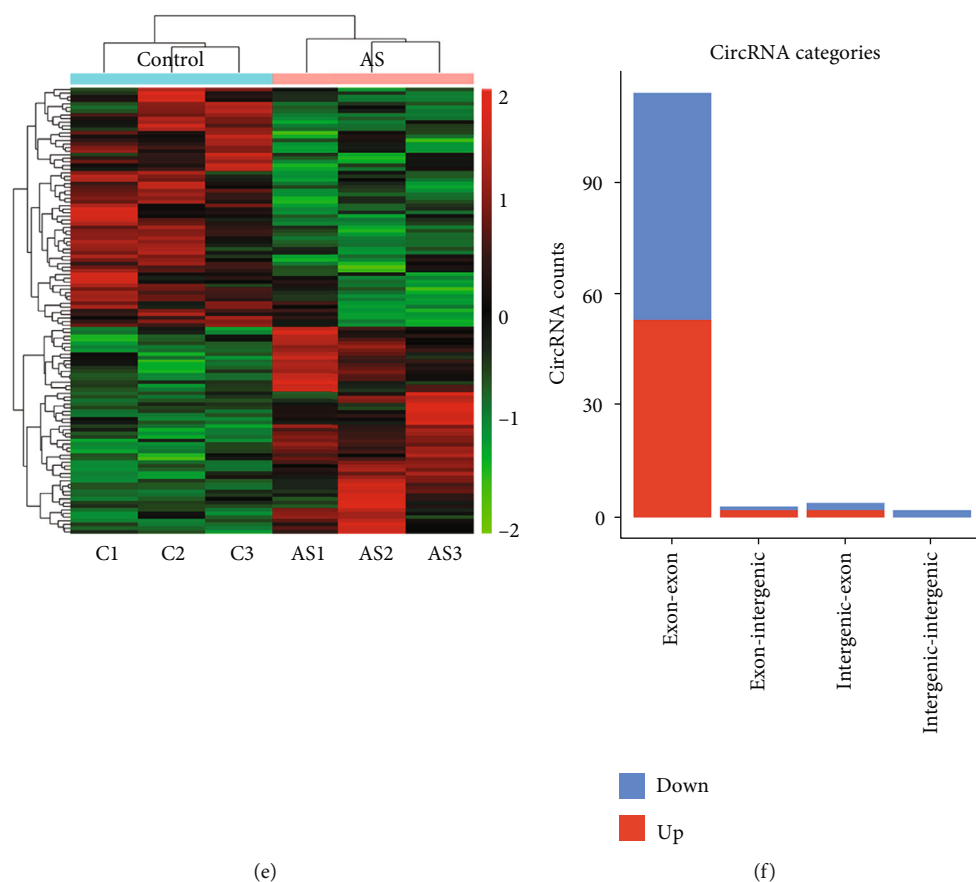 Control
AS
2
1
0
−1
−2
C1
C2
C3
AS1
AS2
AS3
(e)
CircRNA categories
CircRNA counts
90
60
30
0
Exon-exon
Exon-intergenic
Intergenic-exon
Intergenic-intergenic
Down
Up
(f)